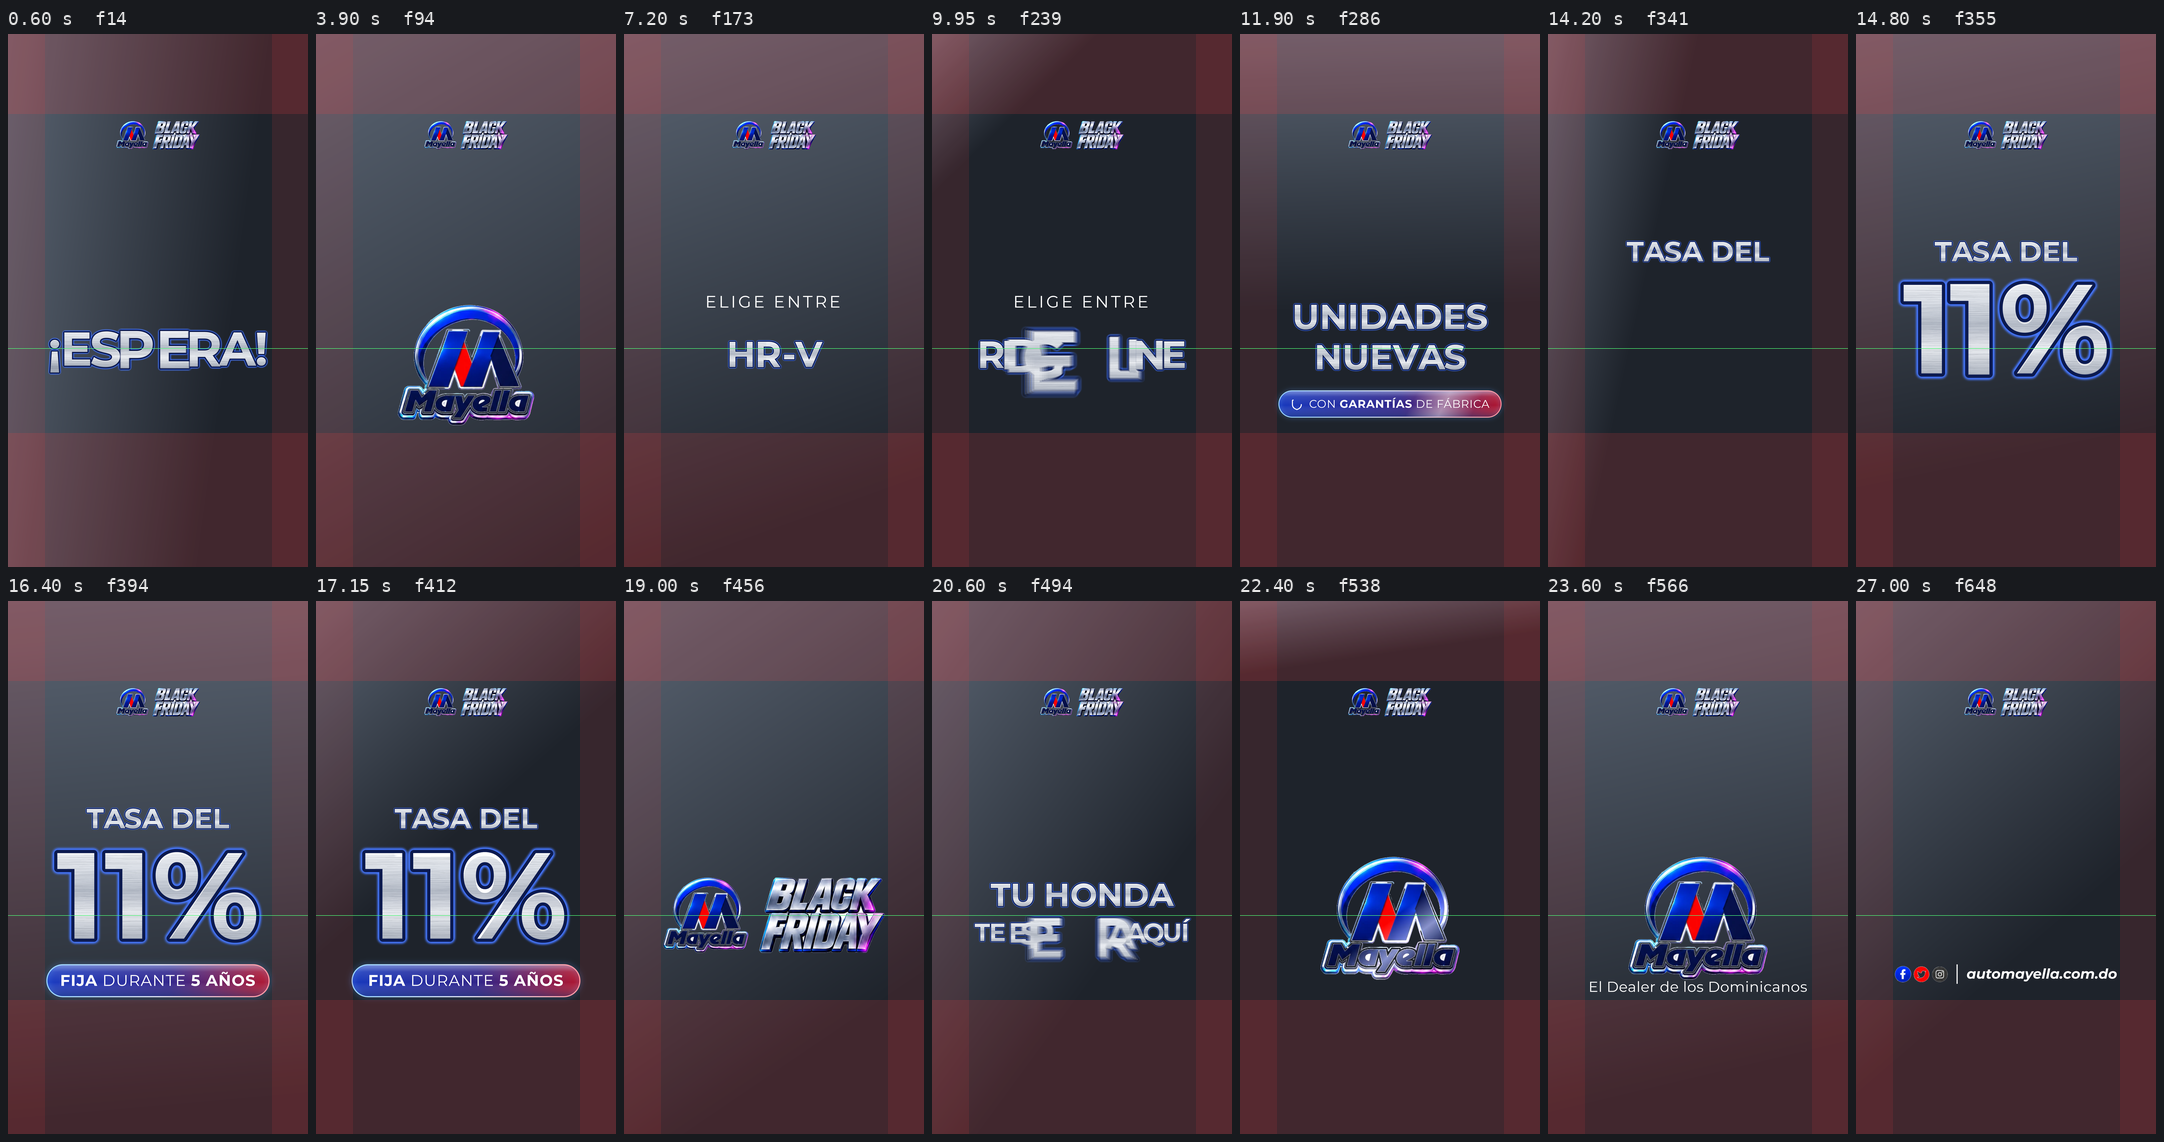 0.60 s f14
Mayella BLACK FRIDAY
¡ESPERA!
3.90 s f94
Mayella BLACK FRIDAY
Mayella
7.20 s f173
Mayella BLACK FRIDAY
ELIGE ENTRE
HR-V
9.95 s f239
Mayella BLACK FRIDAY
ELIGE ENTRE
11.90 s f286
Mayella BLACK FRIDAY
UNIDADES
NUEVAS
CON GARANTÍAS DE FÁBRICA
14.20 s f341
Mayella BLACK FRIDAY
TASA DEL
14.80 s f355
Mayella BLACK FRIDAY
TASA DEL
11%
16.40 s f394
Mayella BLACK FRIDAY
TASA DEL
11%
FIJA DURANTE 5 AÑOS
17.15 s f412
Mayella BLACK FRIDAY
TASA DEL
11%
FIJA DURANTE 5 AÑOS
19.00 s f456
Mayella BLACK FRIDAY
20.60 s f494
Mayella BLACK FRIDAY
TU HONDA
TE AQUÍ
22.40 s f538
Mayella BLACK FRIDAY
Mayella
23.60 s f566
Mayella BLACK FRIDAY
Mayella
El Dealer de los Dominicanos
27.00 s f648
Mayella BLACK FRIDAY
automayella.com.do